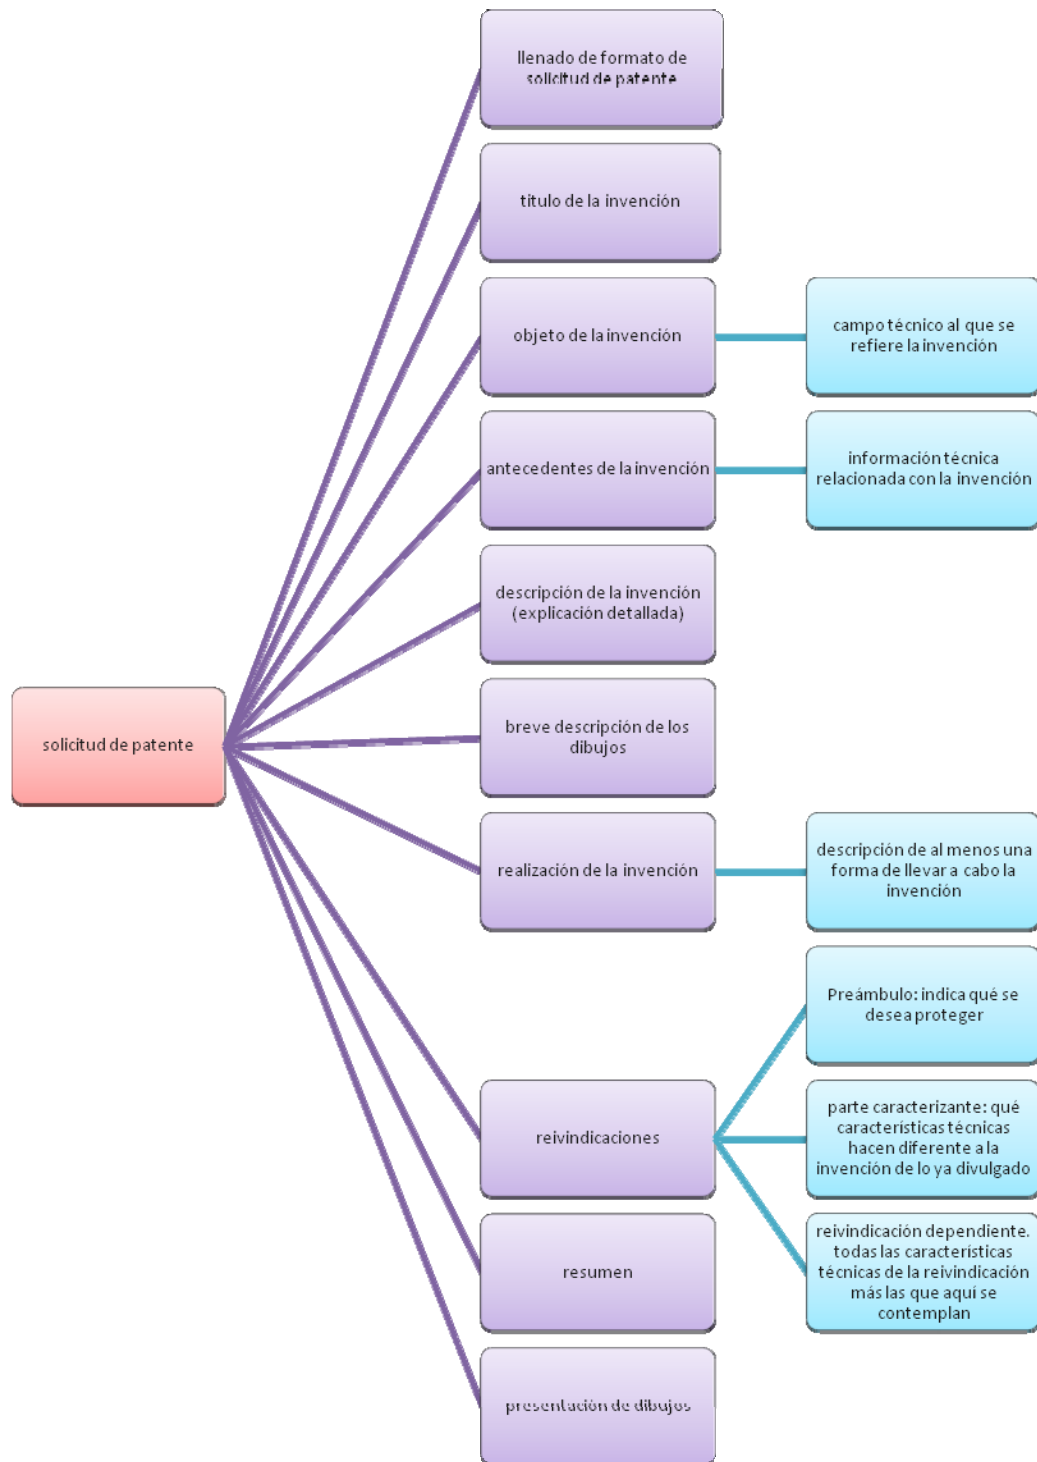 llenado de formato de
solicitud de patente
titulo de la invención
objeto de la invención
campo técnico al que se
refiere la invención
antecedentes de la invención
información técnica
relacionada con la invención
descripción de la invención
(explicación detallada)
solicitud de patente
breve descripción de los
dibujos
realización de la invención
descripción de al menos una
forma de llevar a cabo la
invención
Preámbulo: indica qué se
desea proteger
reivindicaciones
parte caracterizante: qué
características técnicas
hacen diferente a la
invención de lo ya divulgado
reivindicación dependiente.
todas las características
técnicas de la reivindicación
más las que aquí se
contemplan
resumen
presentación de dibujos